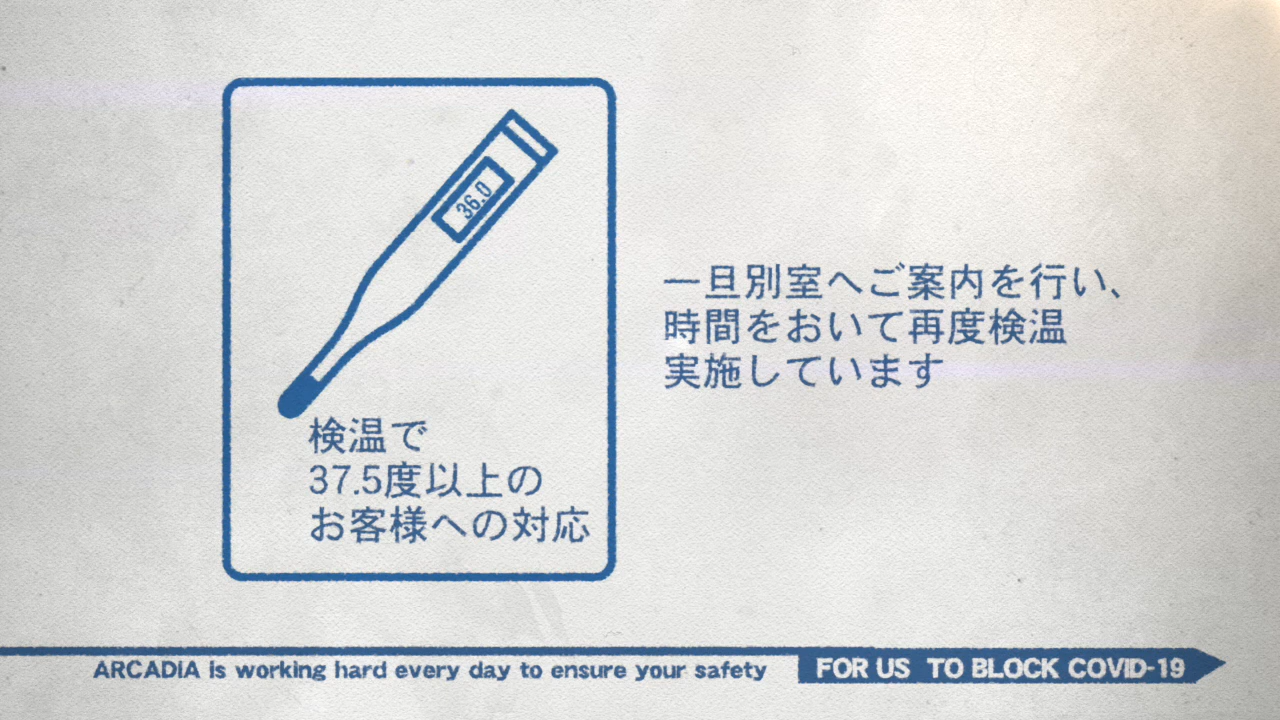 36.0
検温で
37.5度以上の
お客様への対応
一旦別室へご案内を行い、
時間をおいて再度検温
実施しています
ARCADIA is working hard every day to ensure your safety
FOR US TO BLOCK COVID-19